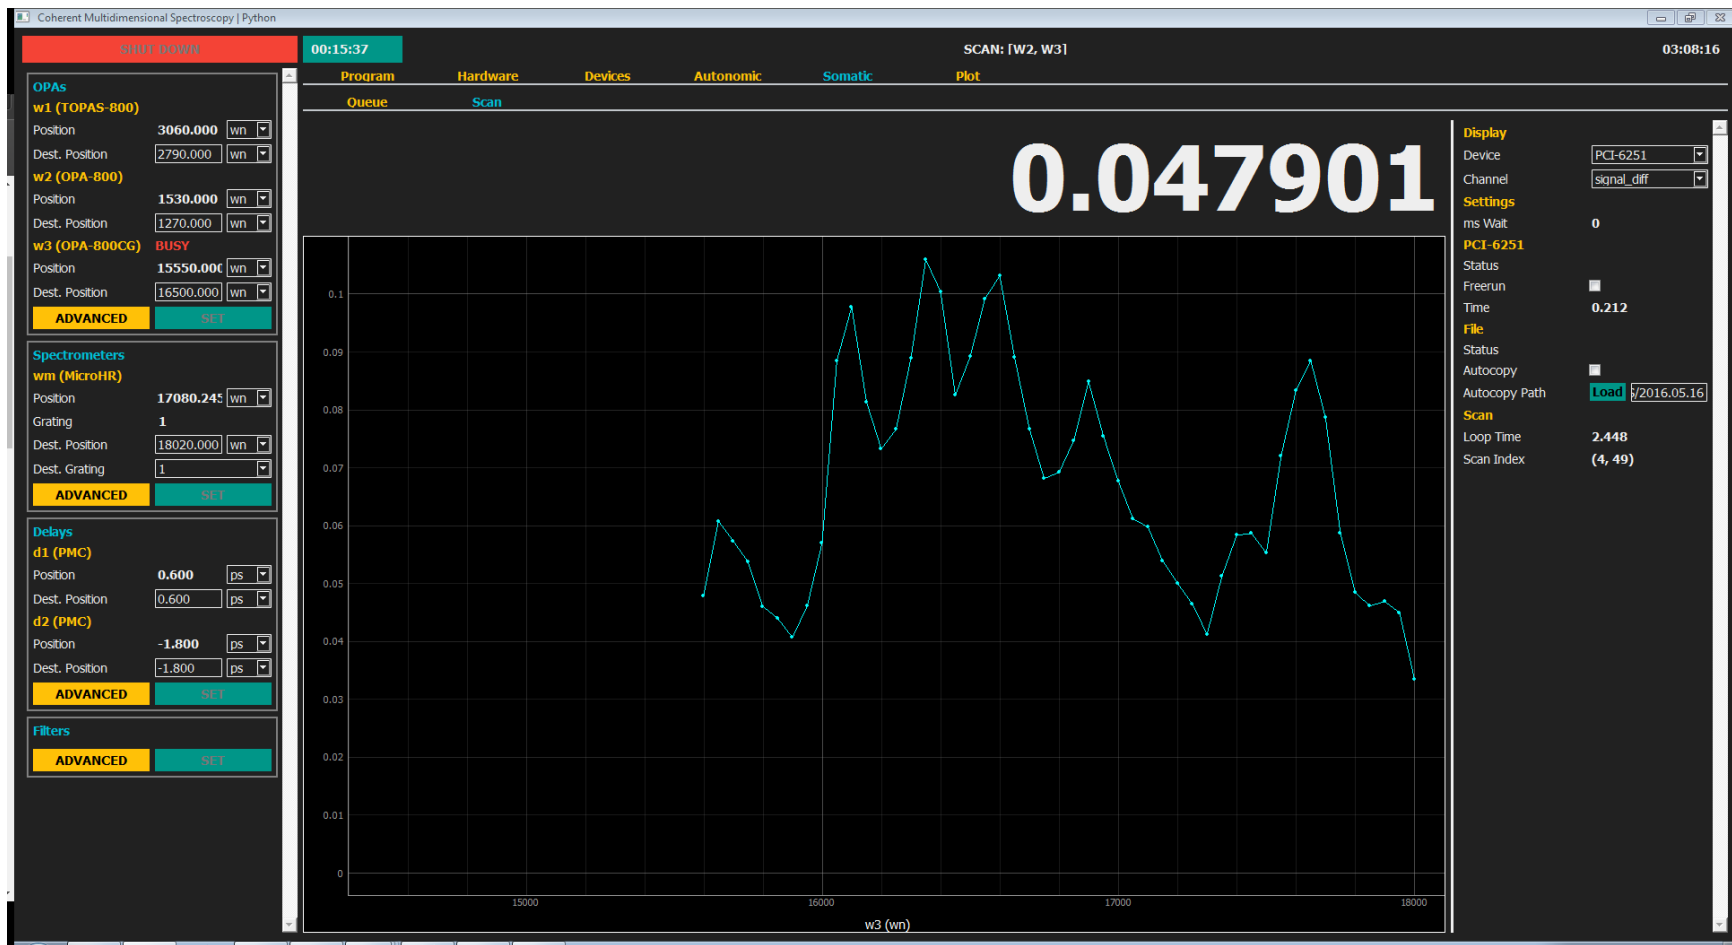 Coherent Multidimensional Spectroscopy | Python
SHUT DOWN
00:15:37
SCAN: [W2, W3]
03:08:16
Program Hardware Devices Autonomic Somatic Plot
Queue Scan
OPAs
w1 (TOPAS-800)
Position 3060.000 wn
Dest. Position 2790.000 wn
w2 (OPA-800)
Position 1530.000 wn
Dest. Position 1270.000 wn
w3 (OPA-800CG) BUSY
Position 15550.000 wn
Dest. Position 16500.000 wn
ADVANCED SET
Spectrometers
wm (MicroHR)
Position 17080.245 wn
Grating 1
Dest. Position 18020.000 wn
Dest. Grating 1
ADVANCED SET
Delays
d1 (PMC)
Position 0.600 ps
Dest. Position 0.600 ps
d2 (PMC)
Position -1.800 ps
Dest. Position -1.800 ps
ADVANCED SET
Filters
ADVANCED SET
0.047901
0.1
0.09
0.08
0.07
0.06
0.05
0.04
0.03
0.02
0.01
0
15000 16000 17000 18000
w3 (wn)
Display
Device PCI-6251
Channel signal_diff
Settings
ms Wait 0
PCI-6251
Status
Freerun
Time 0.212
File
Status
Autocopy
Autocopy Path Load /2016.05.16
Scan
Loop Time 2.448
Scan Index (4, 49)